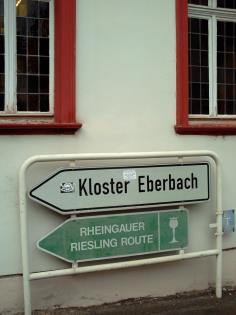 Kloster Eberbach
RHEINGAUER
RIESLING ROUTE